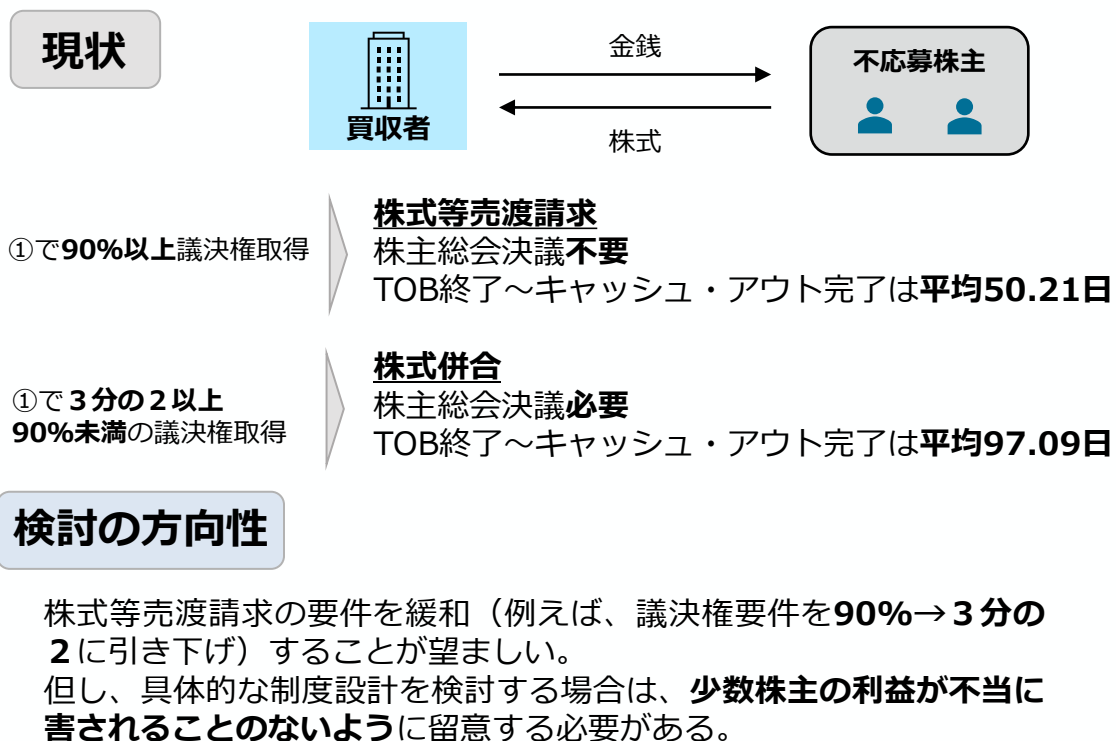 現状
買収者
金銭
株式
不応募株主
①で90%以上議決権取得
株式等売渡請求
株主総会決議不要
TOB終了～キャッシュ・アウト完了は平均50.21日
①で３分の２以上
90%未満の議決権取得
株式併合
株主総会決議必要
TOB終了～キャッシュ・アウト完了は平均97.09日
検討の方向性
株式等売渡請求の要件を緩和（例えば、議決権要件を90%→３分の
２に引き下げ）することが望ましい。
但し、具体的な制度設計を検討する場合は、少数株主の利益が不当に
害されることのないように留意する必要がある。